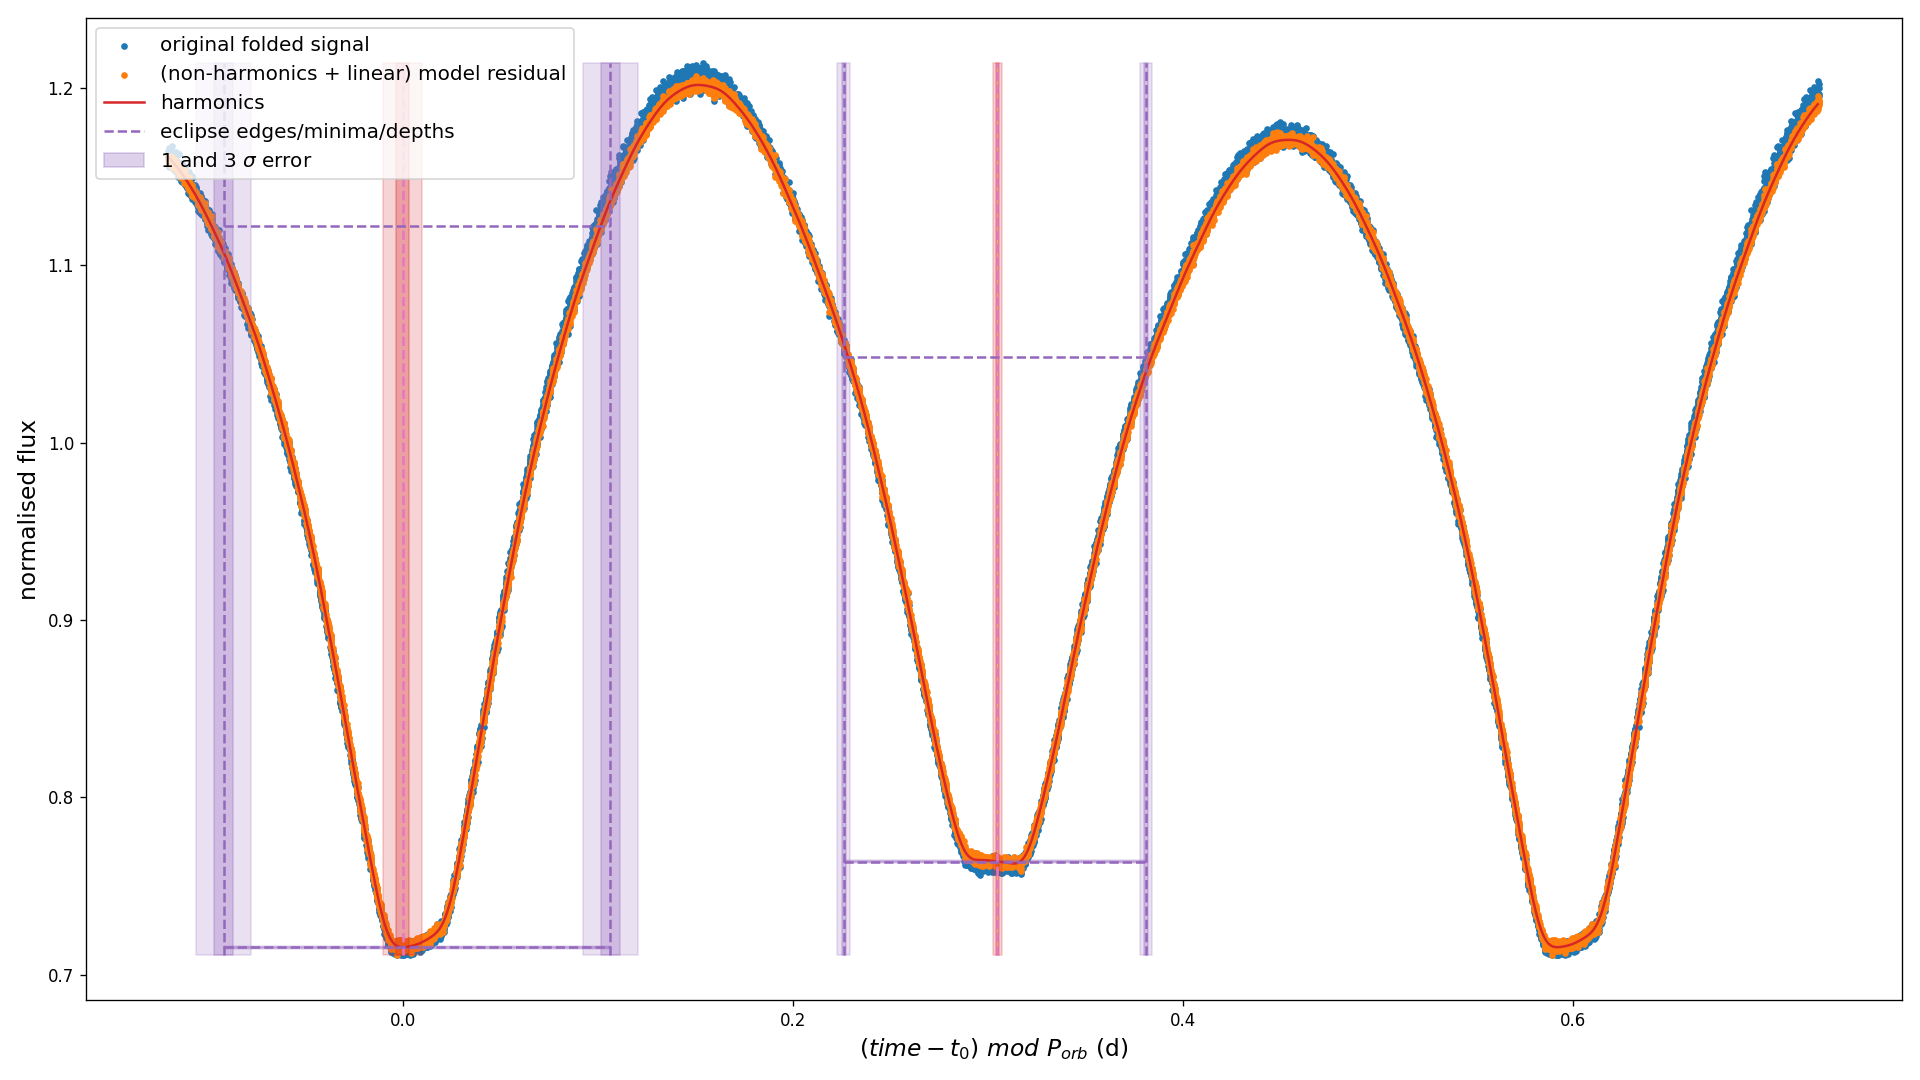 original folded signal
(non-harmonics + linear) model residual
harmonics
eclipse edges/minima/depths
1 and 3 σ error
normalised flux
1.2
1.1
1.0
0.9
0.8
0.7
0.0 0.2 0.4 0.6
(time − t₀) mod Pₒᵣb (d)